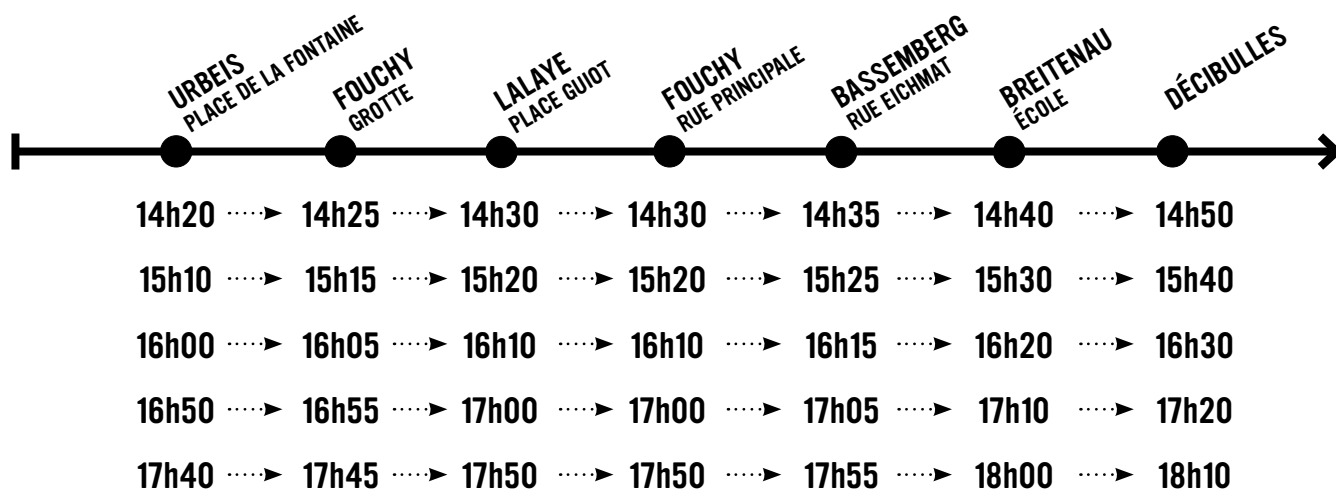 URBEIS
PLACE DE LA FONTAINE
FOUCHY
GROTTE
LALAYE
PLACE GUIOT
FOUCHY
RUE PRINCIPALE
BASSEMBERG
RUE EICHMAT
BREITENAU
ÉCOLE
DÉCIBULLES
14h20 14h25 14h30 14h30 14h35 14h40 14h50
15h10 15h15 15h20 15h20 15h25 15h30 15h40
16h00 16h05 16h10 16h10 16h15 16h20 16h30
16h50 16h55 17h00 17h00 17h05 17h10 17h20
17h40 17h45 17h50 17h50 17h55 18h00 18h10